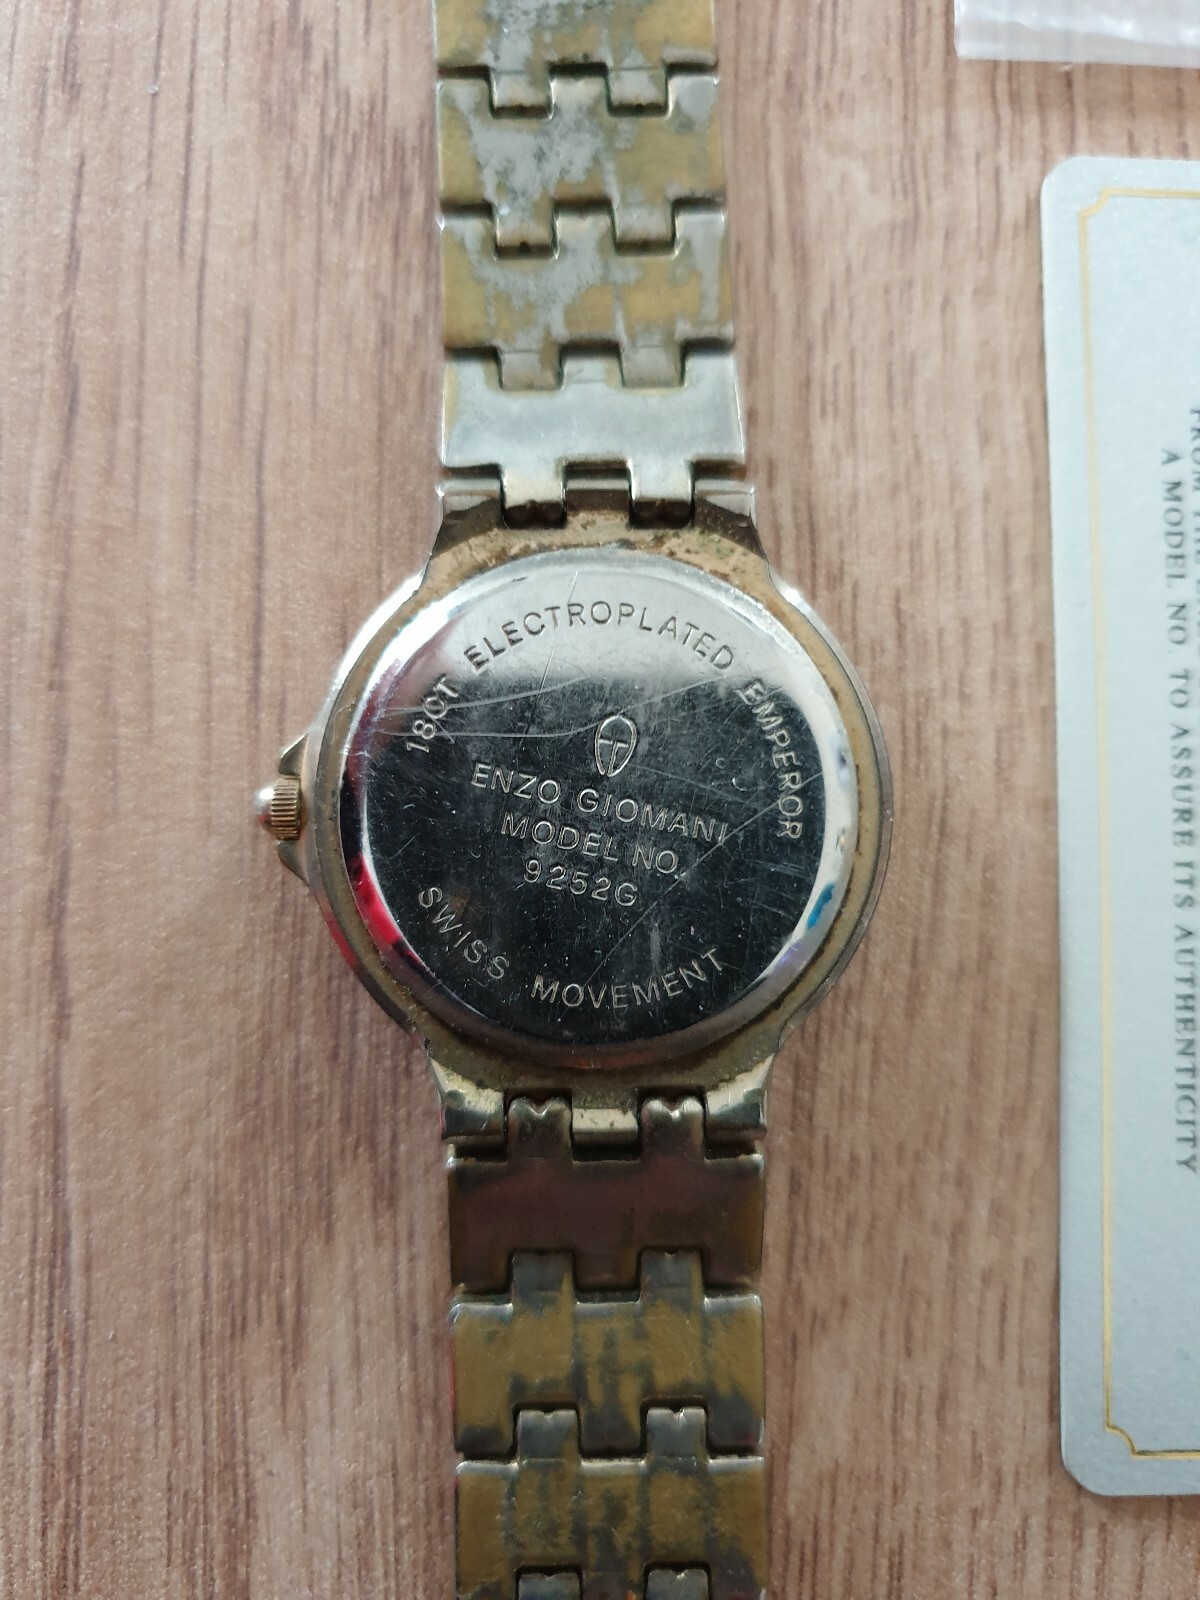 18CT ELECTROPLATED EMPEROR
ENZO GIOMANI
MODEL NO.
9252G
SWISS MOVEMENT
A MODEL NO. TO ASSURE ITS AUTHENTICITY